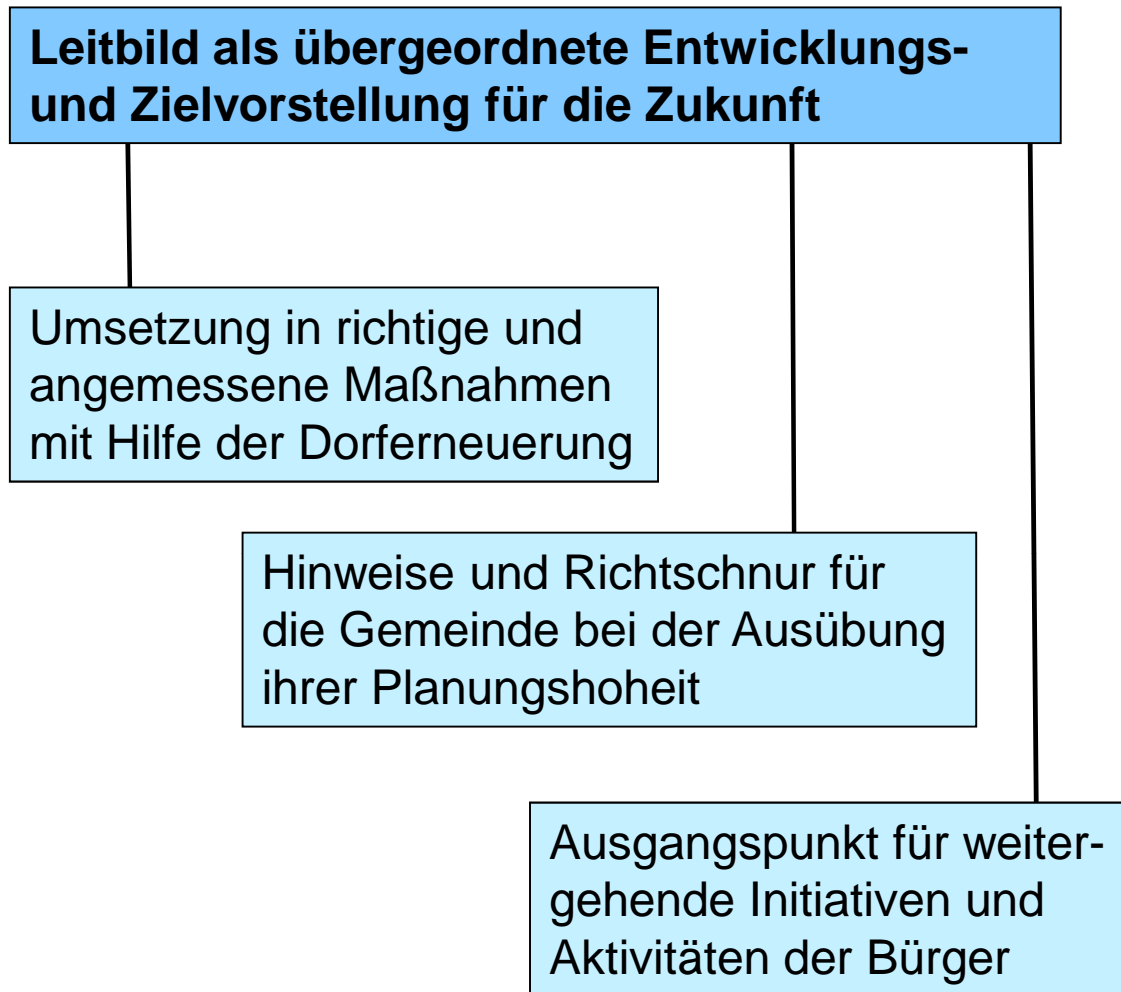 Leitbild als übergeordnete Entwicklungs-
und Zielvorstellung für die Zukunft
Umsetzung in richtige und
angemessene Maßnahmen
mit Hilfe der Dorferneuerung
Hinweise und Richtschnur für
die Gemeinde bei der Ausübung
ihrer Planungshoheit
Ausgangspunkt für weiter-
gehende Initiativen und
Aktivitäten der Bürger